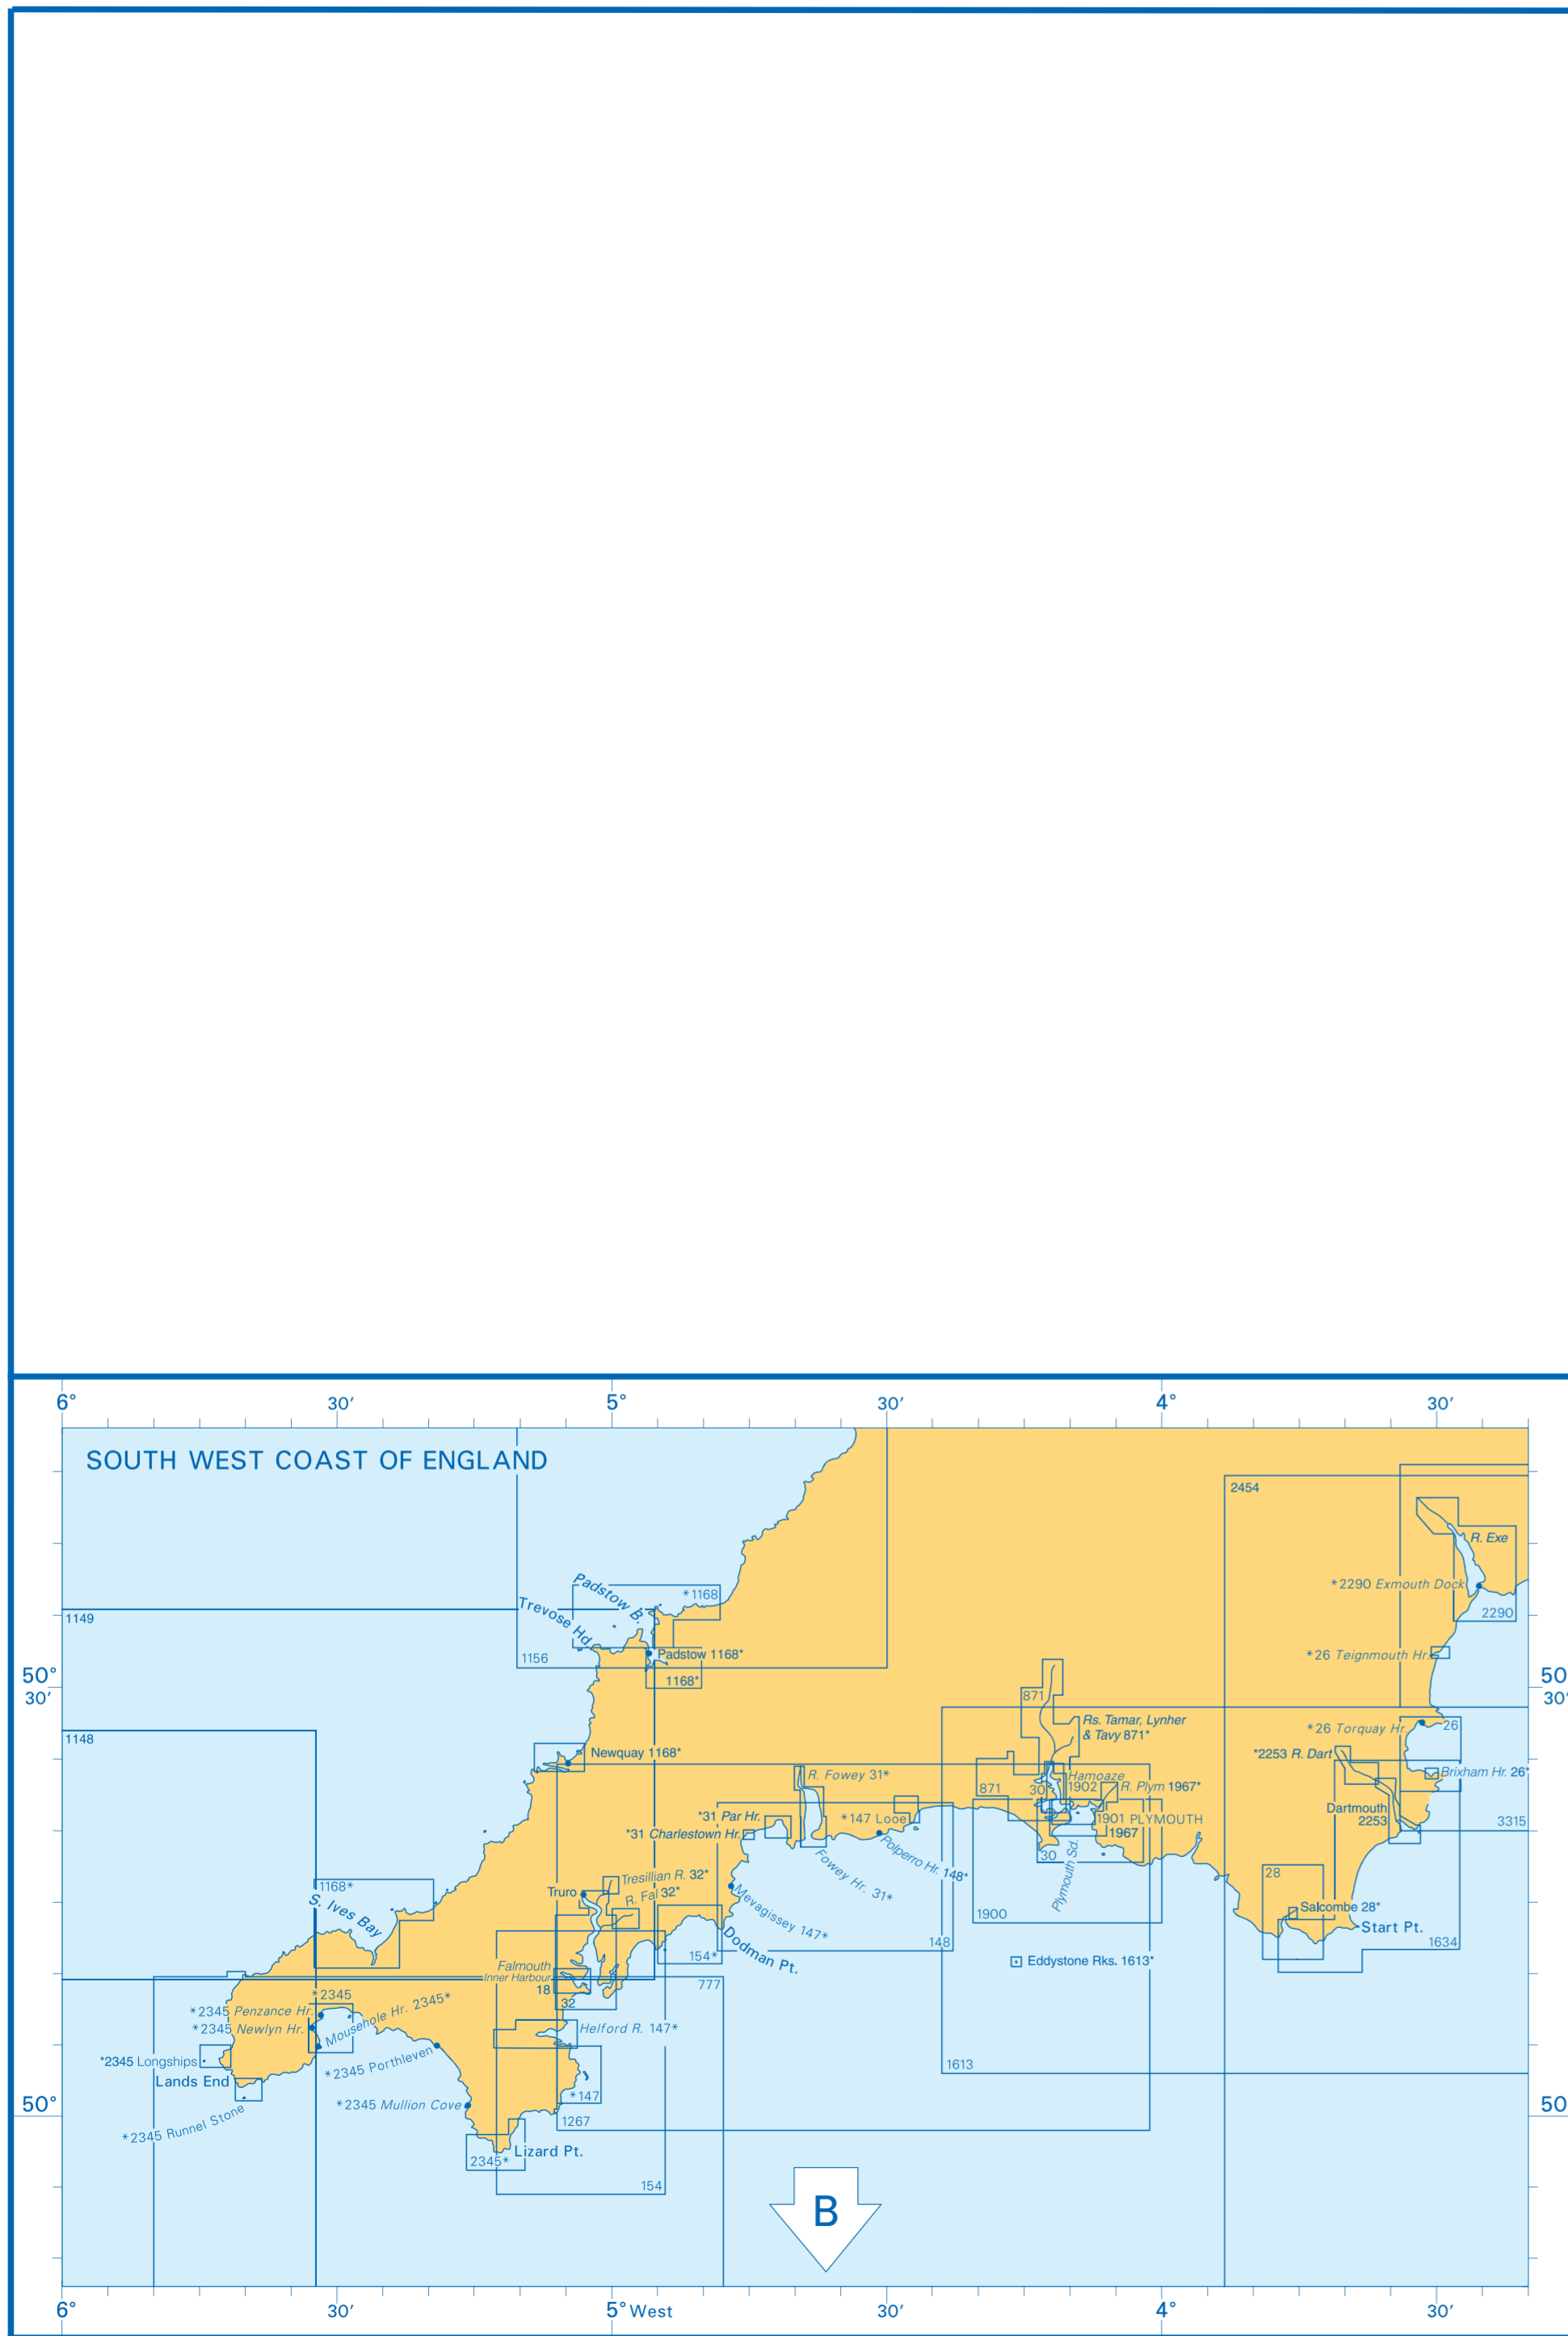 6°
30′
5°
30′
4°
30′
SOUTH WEST COAST OF ENGLAND
2454
R. Exe
Padstow B.
*1168
*2290 Exmouth Dock
Trevose Hd.
1149
2290
1156
Padstow 1168*
*26 Teignmouth Hr.
1168*
50°
30′
50
30′
871
Rs. Tamar, Lynher
& Tavy 871*
*26 Torquay Hr.
26
1148
Newquay 1168*
*2253 R. Dart
R. Fowey 31*
Hamoaze
Brixham Hr. 26*
871
30
1902
R. Plym 1967*
*31 Par Hr.
*147 Looe
1901 PLYMOUTH
Dartmouth
2253
3315
*31 Charlestown Hr.
1967
Polperro Hr. 148*
30
Fowey Hr. 31*
Plymouth Sd.
28
Tresillian R. 32*
1168*
Truro
R. Fal 32*
Mevagissey 147*
S. Ives Bay
Salcombe 28*
1900
Start Pt.
Dodman Pt.
148
1634
154*
Eddystone Rks. 1613*
Falmouth
Inner Harbour
18
777
*2345
32
*2345 Penzance Hr.
Mousehole Hr. 2345*
*2345 Newlyn Hr.
Helford R. 147*
*2345 Longships
1613
*2345 Porthleven
Lands End
*147
*2345 Mullion Cove
50°
50
1267
*2345 Runnel Stone
Lizard Pt.
2345*
154
B
6°
30′
5° West
30′
4°
30′